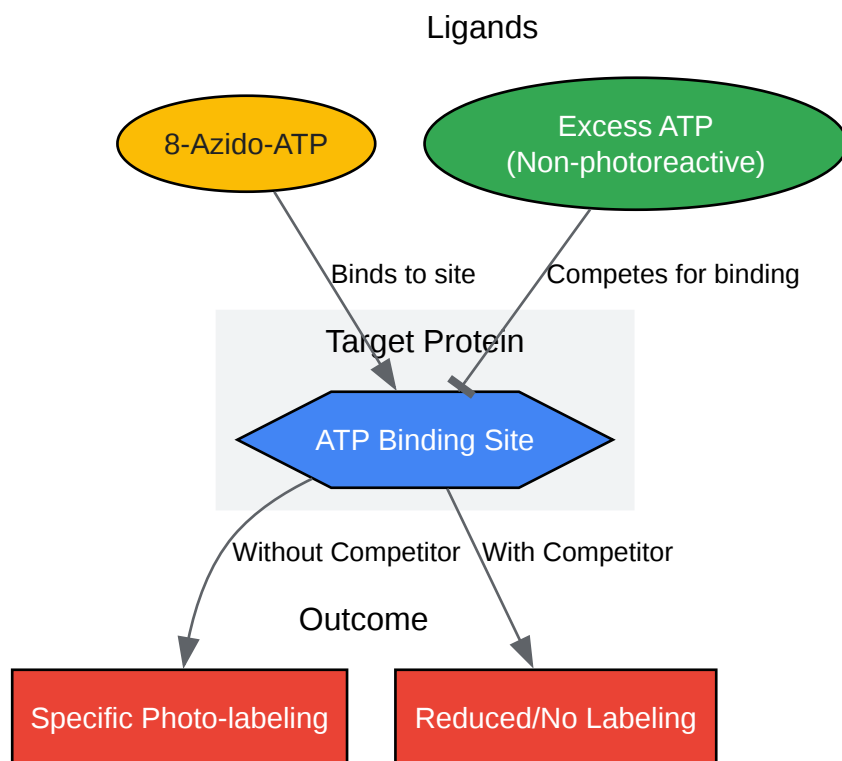 Ligands
8-Azido-ATP
Excess ATP
(Non-photoreactive)
Binds to site
Competes for binding
Target Protein
ATP Binding Site
Without Competitor
With Competitor
Outcome
Specific Photo-labeling
Reduced/No Labeling